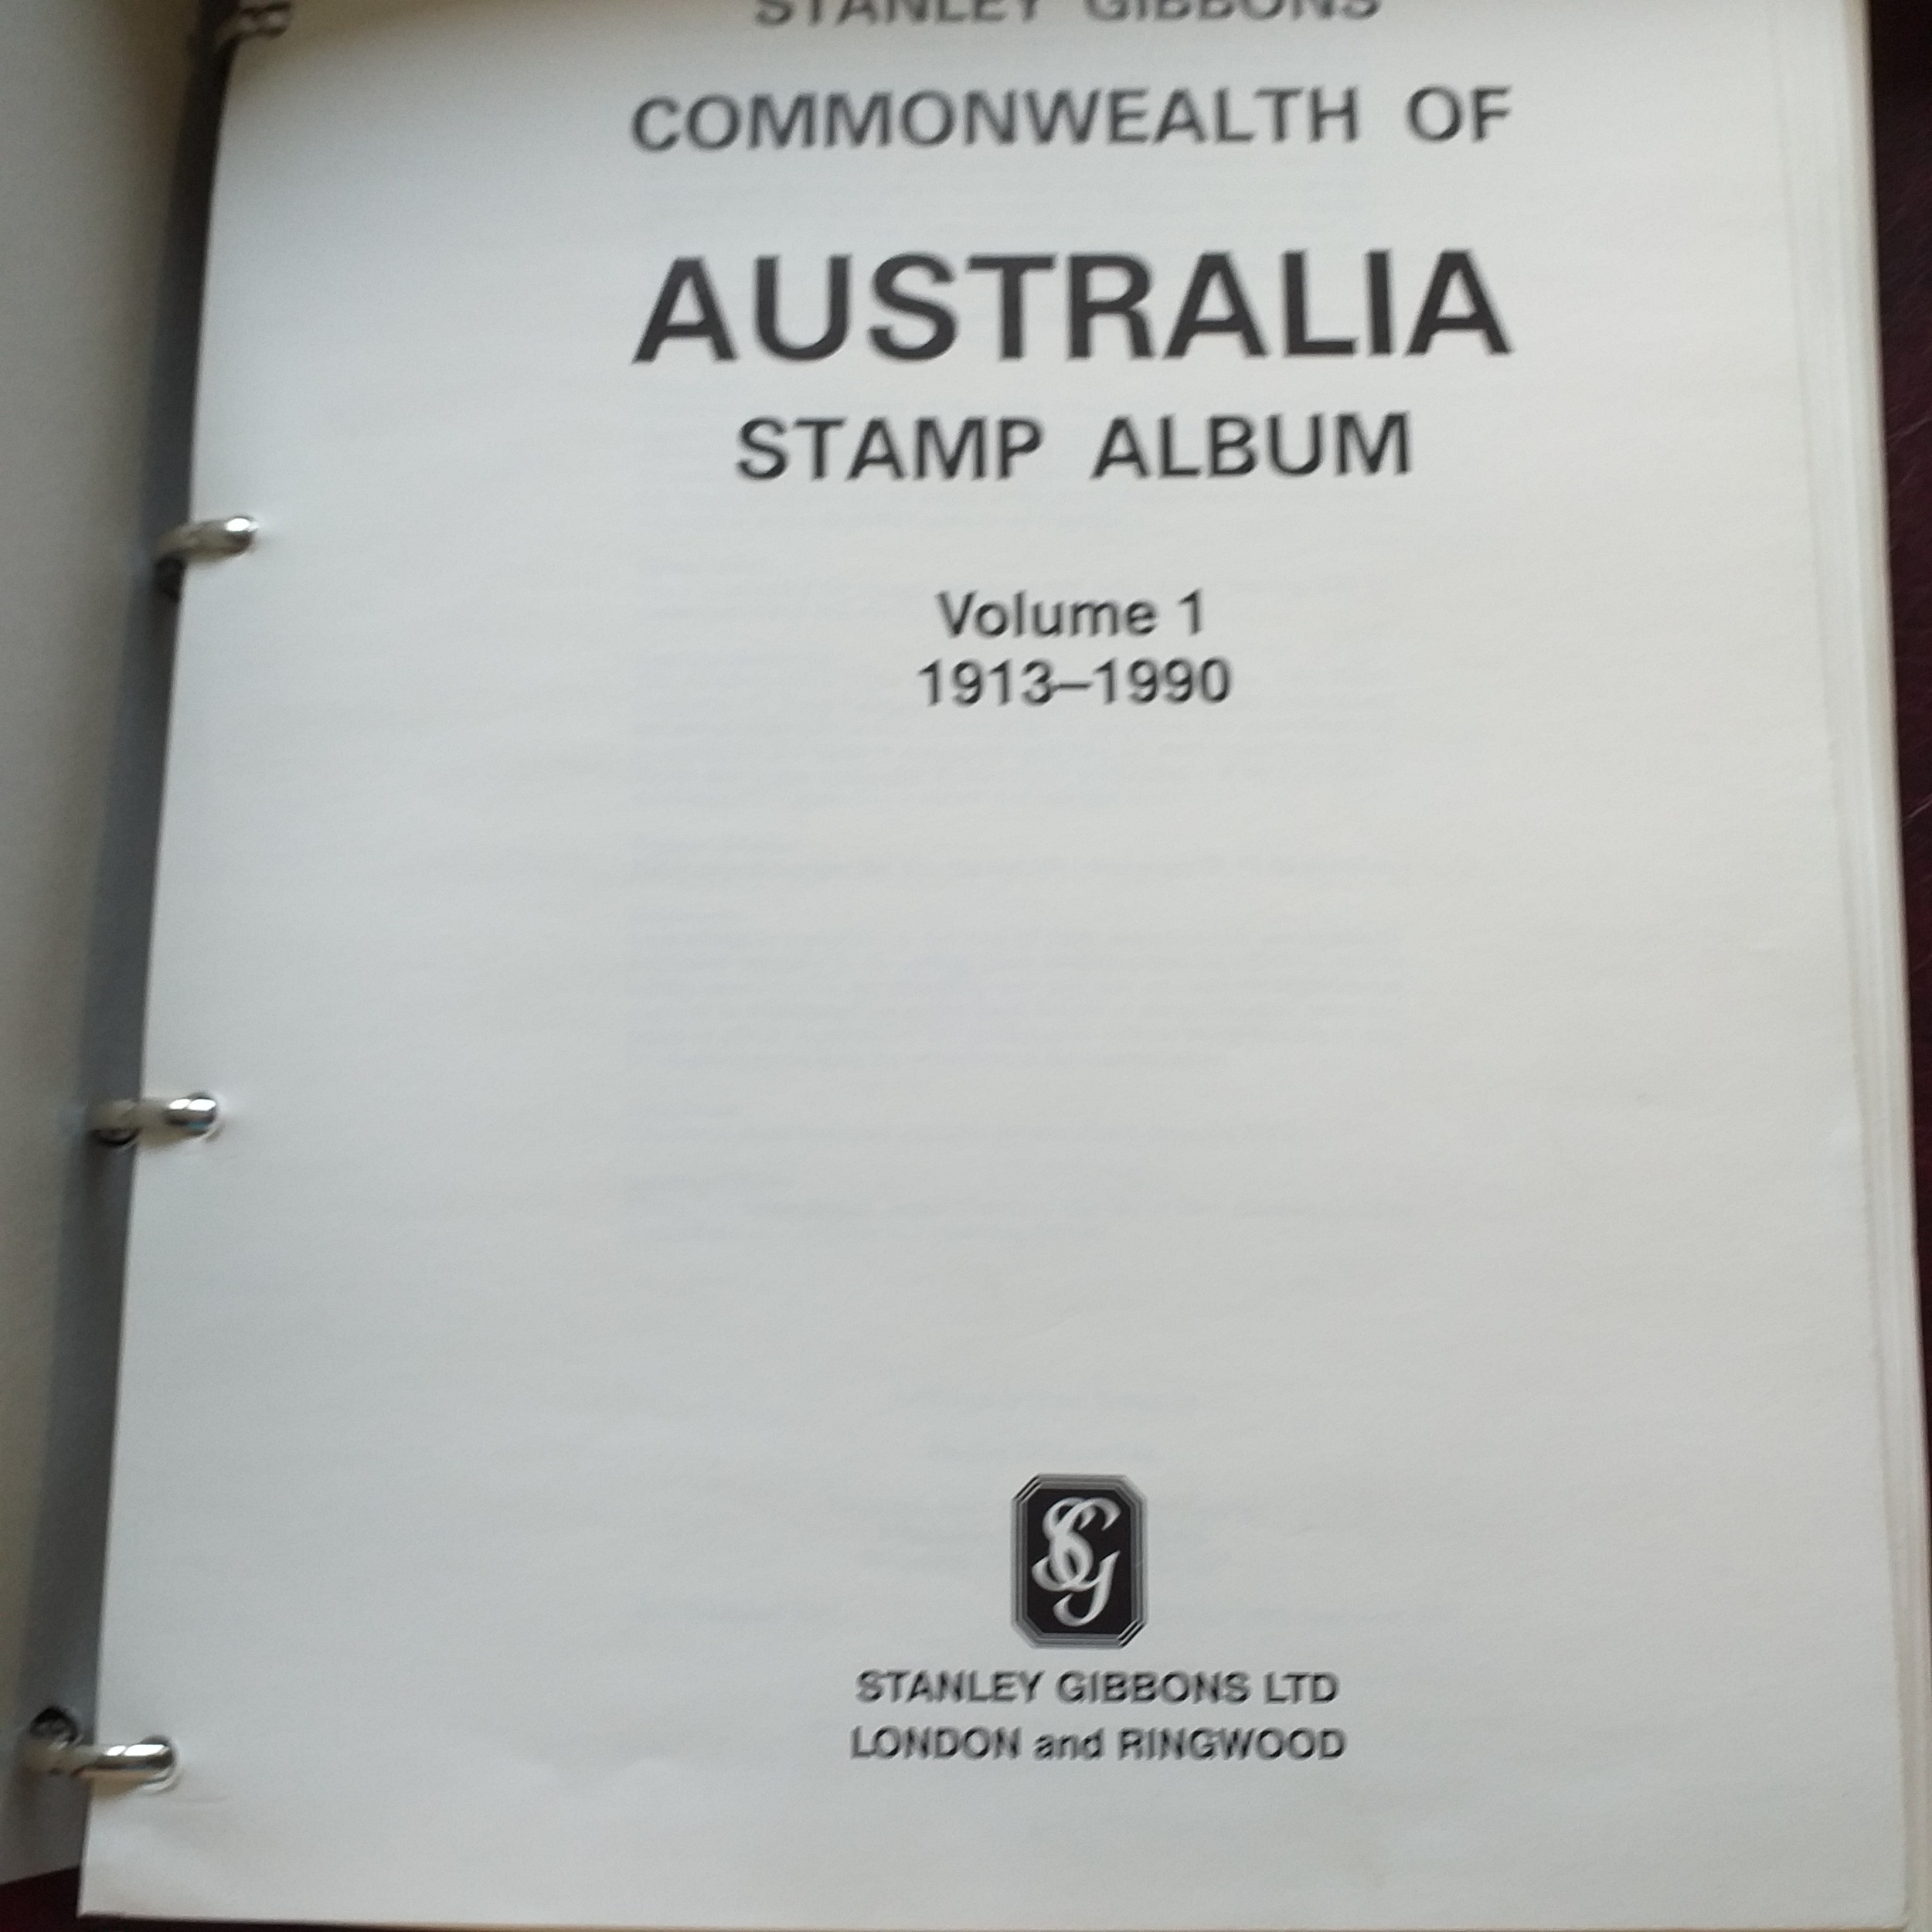 STANLEY GIBBONS
COMMONWEALTH OF
AUSTRALIA
STAMP ALBUM
Volume 1
1913–1990
SG
STANLEY GIBBONS LTD
LONDON and RINGWOOD